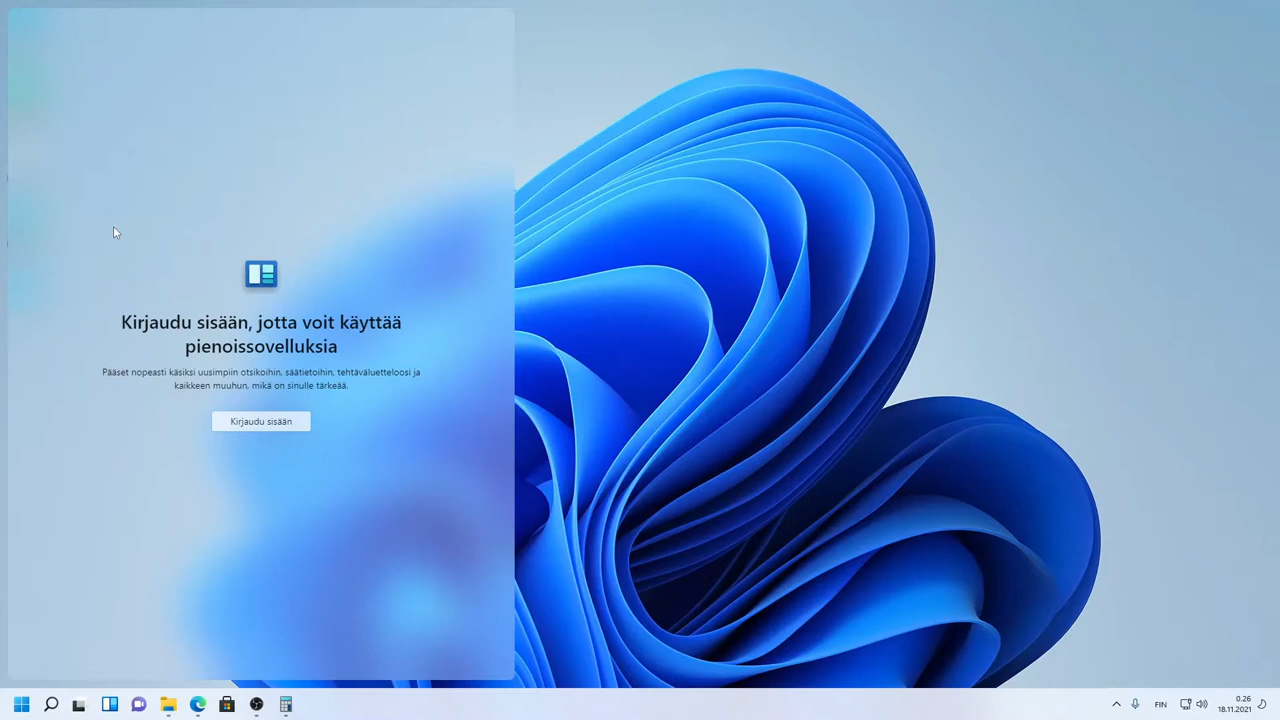 Kirjaudu sisään, jotta voit käyttää
pienoissovelluksia
Pääset nopeasti käsiksi uusimpiin otsikoihin, säätietoihin, tehtäväluetteloosi ja
kaikkeen muuhun, mikä on sinulle tärkeää.
Kirjaudu sisään
FIN
0.26
18.11.2021